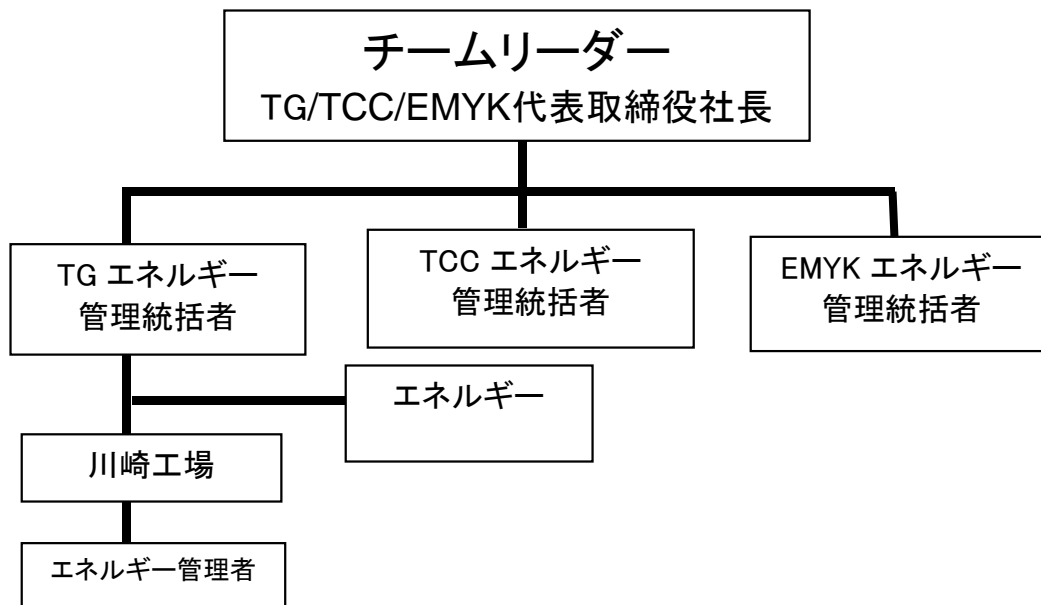 チームリーダー
TG/TCC/EMYK代表取締役社長
TG エネルギー
管理統括者
TCC エネルギー
管理統括者
EMYK エネルギー
管理統括者
エネルギー
川崎工場
エネルギー管理者